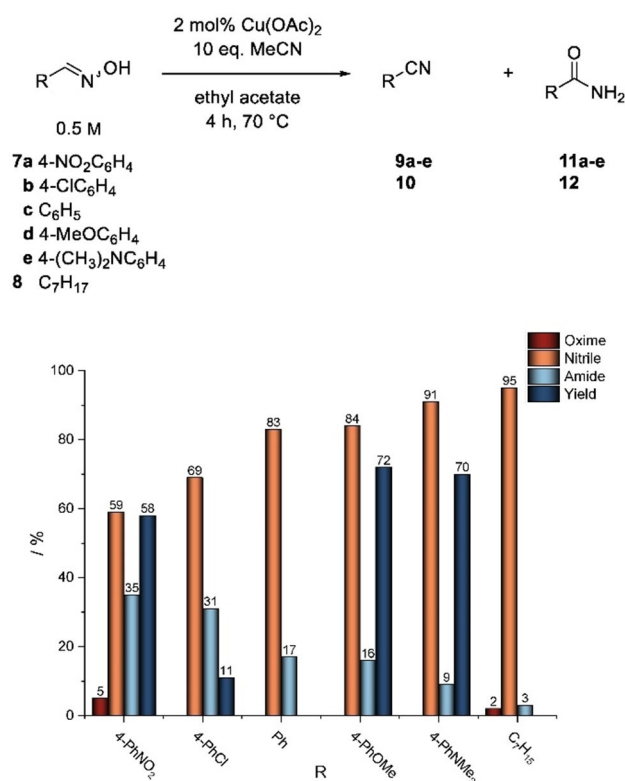 2 mol% Cu(OAc)₂
10 eq. MeCN
R N OH
R CN + R O NH₂
ethyl acetate
4 h, 70 °C
0.5 M
7a 4-NO₂C₆H₄ 9a-e 11a-e
b 4-ClC₆H₄ 10 12
c C₆H₅
d 4-MeOC₆H₄
e 4-(CH₃)₂NC₆H₄
8 C₇H₁₇
Oxime
Nitrile
Amide
Yield
100
80
60
40
20
0
/ %
5 59 35 58
69 31 11
83 17
84 16 72
91 9 70
2 95 3
4-PhNO₂
4-PhCl
Ph
4-PhOMe
4-PhNMe₂
C₇H₁₅
R